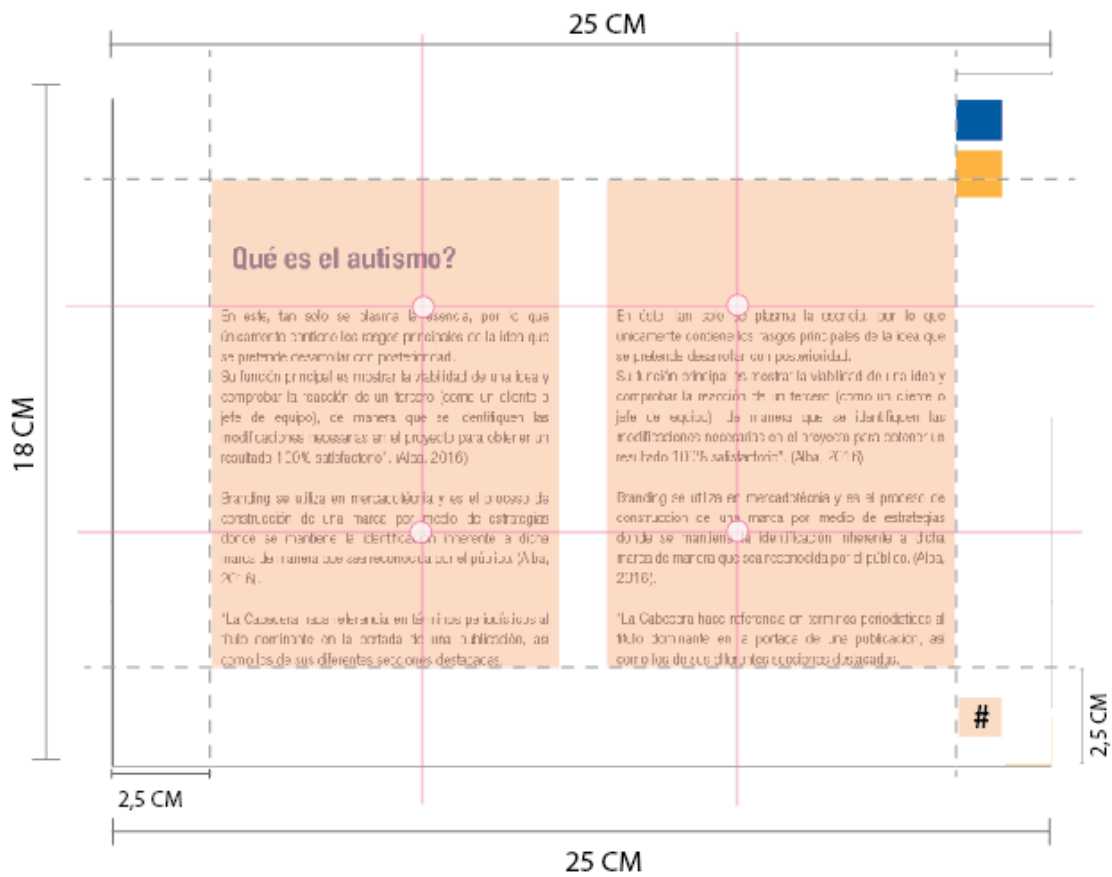 25 CM
18 CM
Qué es el autismo?
En este, tan solo se plasma la esencia, por lo que
únicamente contiene los rasgos principales de la idea que
se pretende desarrollar con posterioridad.
Su función principal es mostrar la viabilidad de una idea y
comprobar la reacción de un tercero (como un cliente o
jefe de equipo), de manera que se identifiquen las
modificaciones necesarias en el proyecto para obtener un
resultado 100% satisfactorio". (Alba, 2016)
Branding se utiliza en mercadotécnia y es el proceso de
construcción de una marca por medio de estrategias
donde se mantiene la identificación inherente a dicha
marca de manera que sea reconocida por el público. (Alba,
2016).
"La Cabecera hace referencia en términos periodísticos al
título dominante en la portada de una publicación, así
como los de sus diferentes secciones destacadas.
En tan solo se plasma la esencia, por lo que
únicamente contiene los rasgos principales de la idea que
se pretende desarrollar con posterioridad.
Su función principal es mostrar la viabilidad de una idea y
comprobar la reacción de un tercero (como un cliente o
jefe de equipo) de manera que se identifiquen las
modificaciones necesarias en el proyecto para obtener un
resultado 100% satisfactorio". (Alba, 2016)
Branding se utiliza en mercadotécnia y es el proceso de
construcción de una marca por medio de estrategias
donde se mantiene la identificación inherente a dicha
marca de manera que sea reconocida por el público. (Alba,
2016).
"La Cabecera hace referencia en términos periodísticos al
título dominante en la portada de una publicación, así
como los de sus diferentes secciones destacadas.
#
2,5 CM
2,5 CM
25 CM